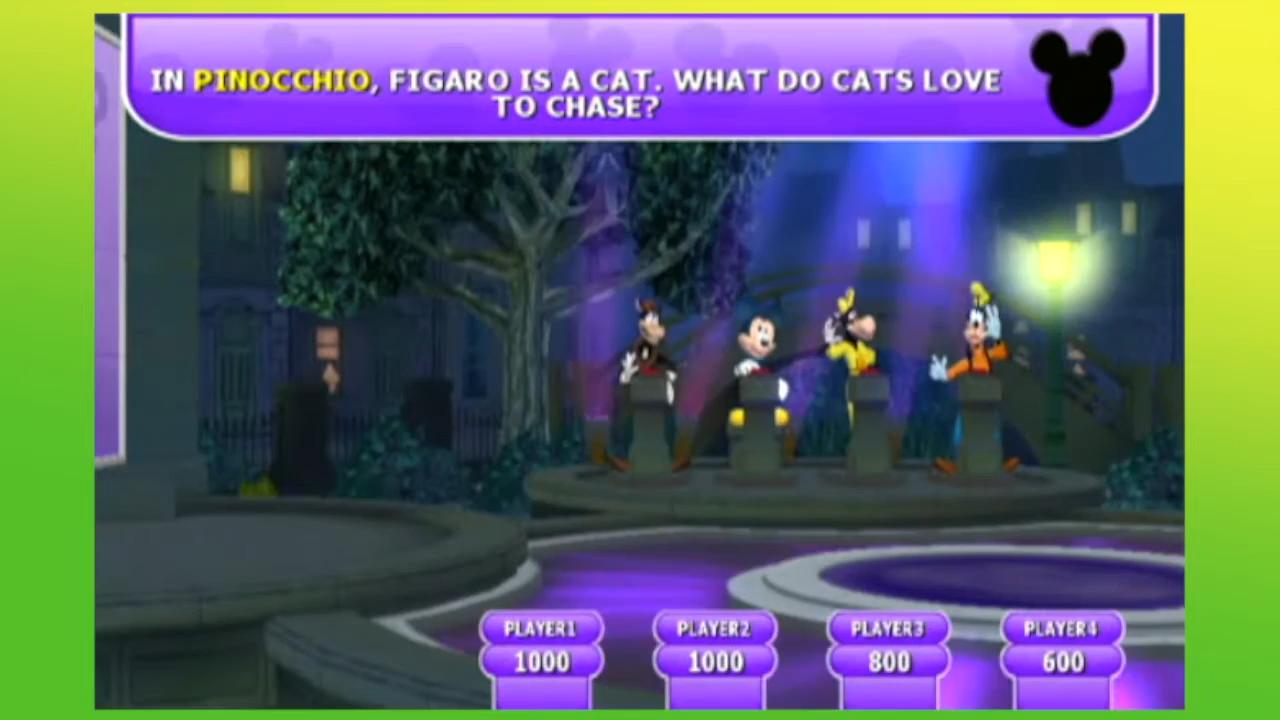 IN PINOCCHIO, FIGARO IS A CAT. WHAT DO CATS LOVE
TO CHASE?
PLAYER1 PLAYER2 PLAYER3 PLAYER4
1000 1000 800 600